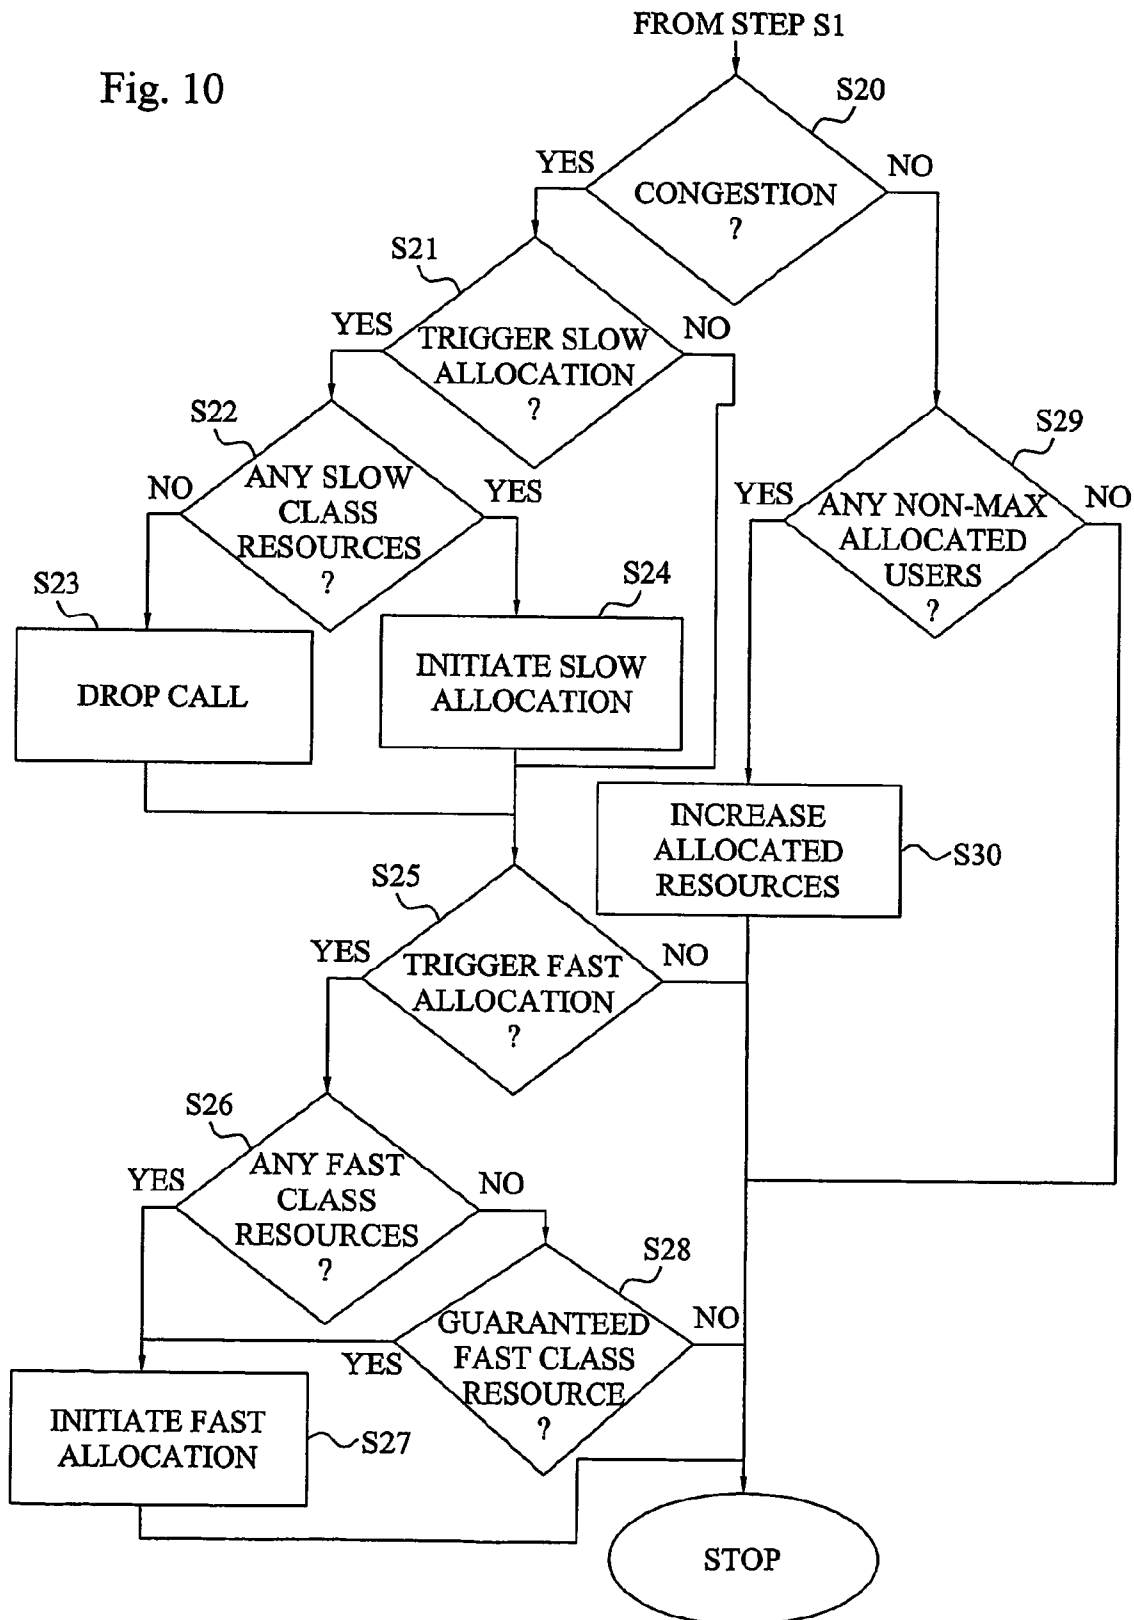 FROM STEP S1
Fig. 10
S20
YES
NO
CONGESTION
?
S21
YES
NO
TRIGGER SLOW
ALLOCATION
?
S22
NO
YES
ANY SLOW
CLASS
RESOURCES
?
S29
YES
NO
ANY NON-MAX
ALLOCATED
USERS
?
S23
DROP CALL
S24
INITIATE SLOW
ALLOCATION
INCREASE
ALLOCATED
RESOURCES
S30
S25
YES
NO
TRIGGER FAST
ALLOCATION
?
S26
YES
NO
ANY FAST
CLASS
RESOURCES
?
S28
YES
NO
GUARANTEED
FAST CLASS
RESOURCE
?
INITIATE FAST
ALLOCATION
S27
STOP